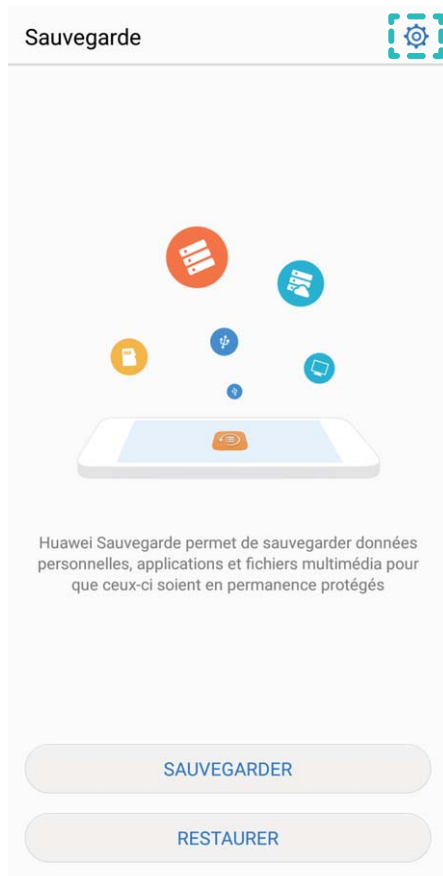 Sauvegarde
Huawei Sauvegarde permet de sauvegarder données
personnelles, applications et fichiers multimédia pour
que ceux-ci soient en permanence protégés
SAUVEGARDER
RESTAURER